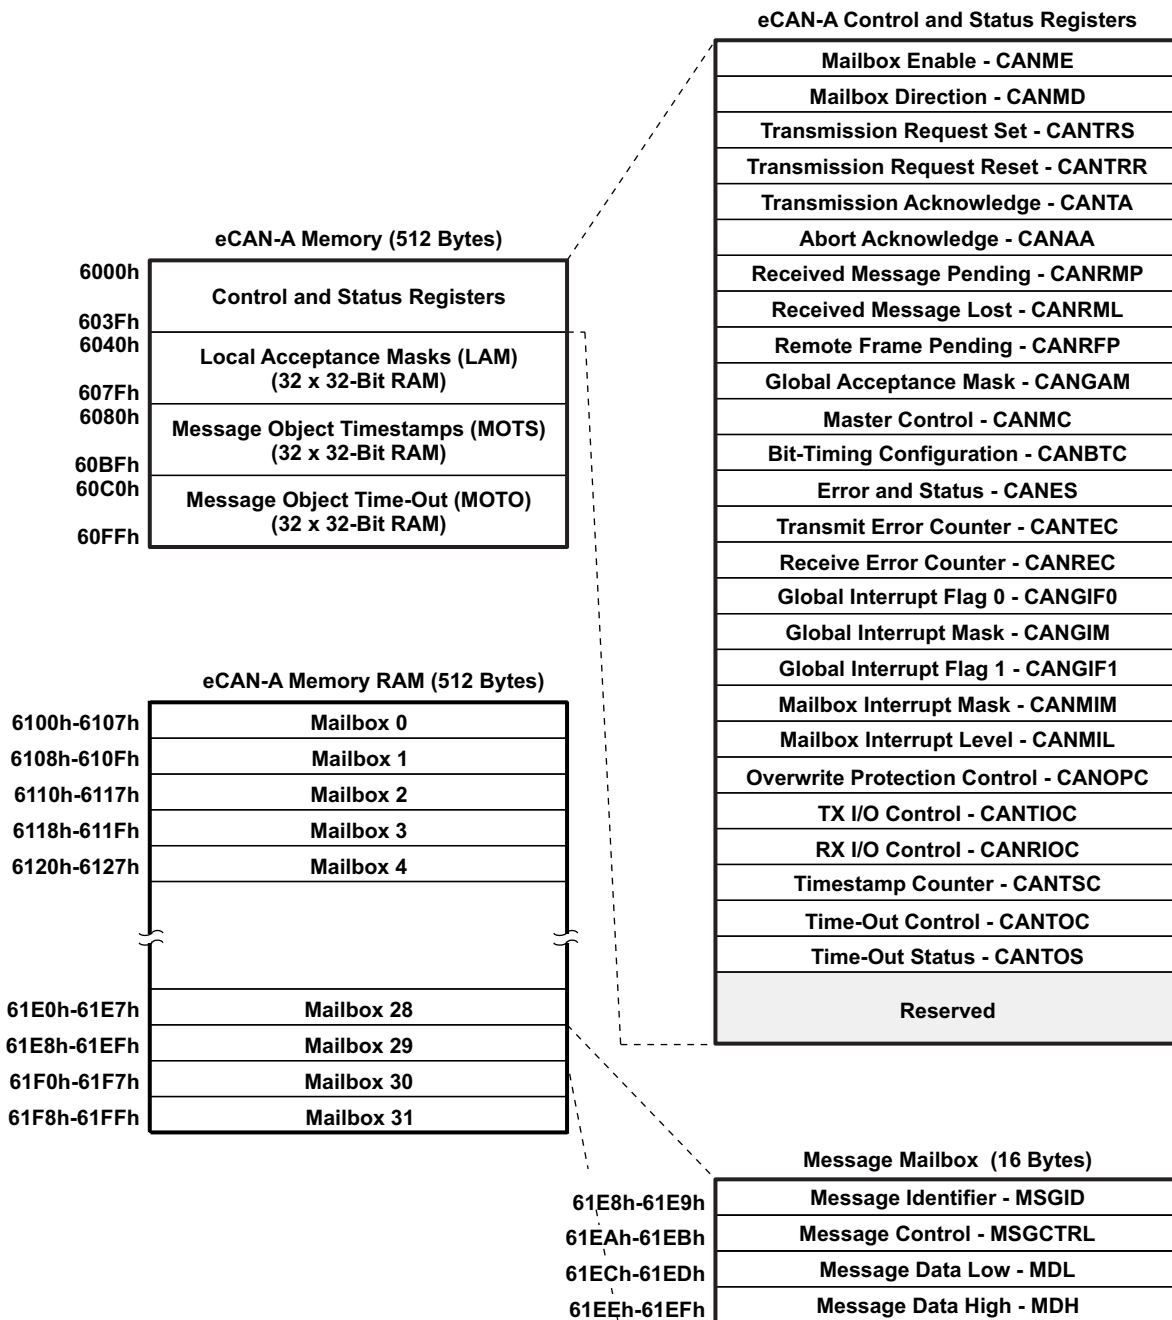 eCAN-A Control and Status Registers
Mailbox Enable - CANME
Mailbox Direction - CANMD
Transmission Request Set - CANTRS
Transmission Request Reset - CANTRR
Transmission Acknowledge - CANTA
Abort Acknowledge - CANAA
Received Message Pending - CANRMP
Received Message Lost - CANRML
Remote Frame Pending - CANRFP
Global Acceptance Mask - CANGAM
Master Control - CANMC
Bit-Timing Configuration - CANBTC
Error and Status - CANES
Transmit Error Counter - CANTEC
Receive Error Counter - CANREC
Global Interrupt Flag 0 - CANGIF0
Global Interrupt Mask - CANGIM
Global Interrupt Flag 1 - CANGIF1
Mailbox Interrupt Mask - CANMIM
Mailbox Interrupt Level - CANMIL
Overwrite Protection Control - CANOPC
TX I/O Control - CANTIOC
RX I/O Control - CANRIOC
Timestamp Counter - CANTSC
Time-Out Control - CANTOC
Time-Out Status - CANTOS
Reserved
eCAN-A Memory (512 Bytes)
6000h
Control and Status Registers
603Fh
6040h
Local Acceptance Masks (LAM)
(32 x 32-Bit RAM)
607Fh
6080h
Message Object Timestamps (MOTS)
(32 x 32-Bit RAM)
60BFh
60C0h
Message Object Time-Out (MOTO)
(32 x 32-Bit RAM)
60FFh
eCAN-A Memory RAM (512 Bytes)
6100h-6107h Mailbox 0
6108h-610Fh Mailbox 1
6110h-6117h Mailbox 2
6118h-611Fh Mailbox 3
6120h-6127h Mailbox 4
61E0h-61E7h Mailbox 28
61E8h-61EFh Mailbox 29
61F0h-61F7h Mailbox 30
61F8h-61FFh Mailbox 31
Message Mailbox (16 Bytes)
61E8h-61E9h Message Identifier - MSGID
61EAh-61EBh Message Control - MSGCTRL
61ECh-61EDh Message Data Low - MDL
61EEh-61EFh Message Data High - MDH